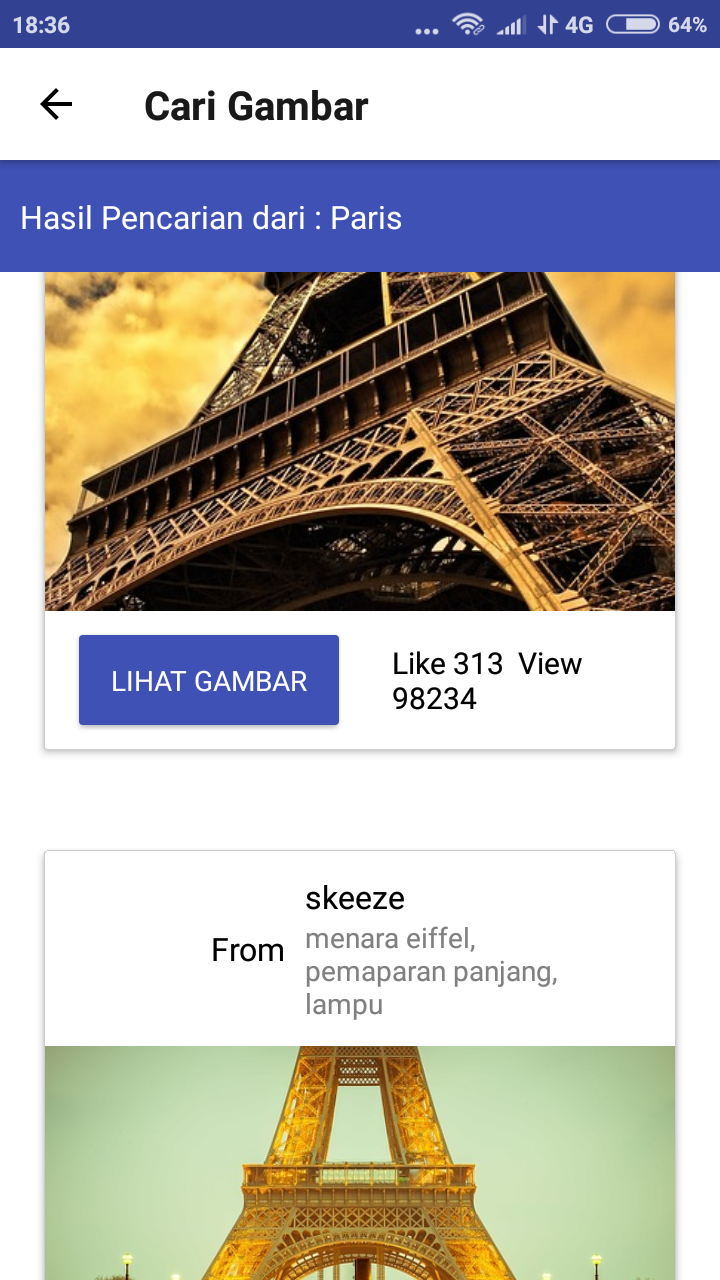 18:36
4G
64%
Cari Gambar
Hasil Pencarian dari : Paris
LIHAT GAMBAR
Like 313  View
98234
From
skeeze
menara eiffel,
pemaparan panjang,
lampu